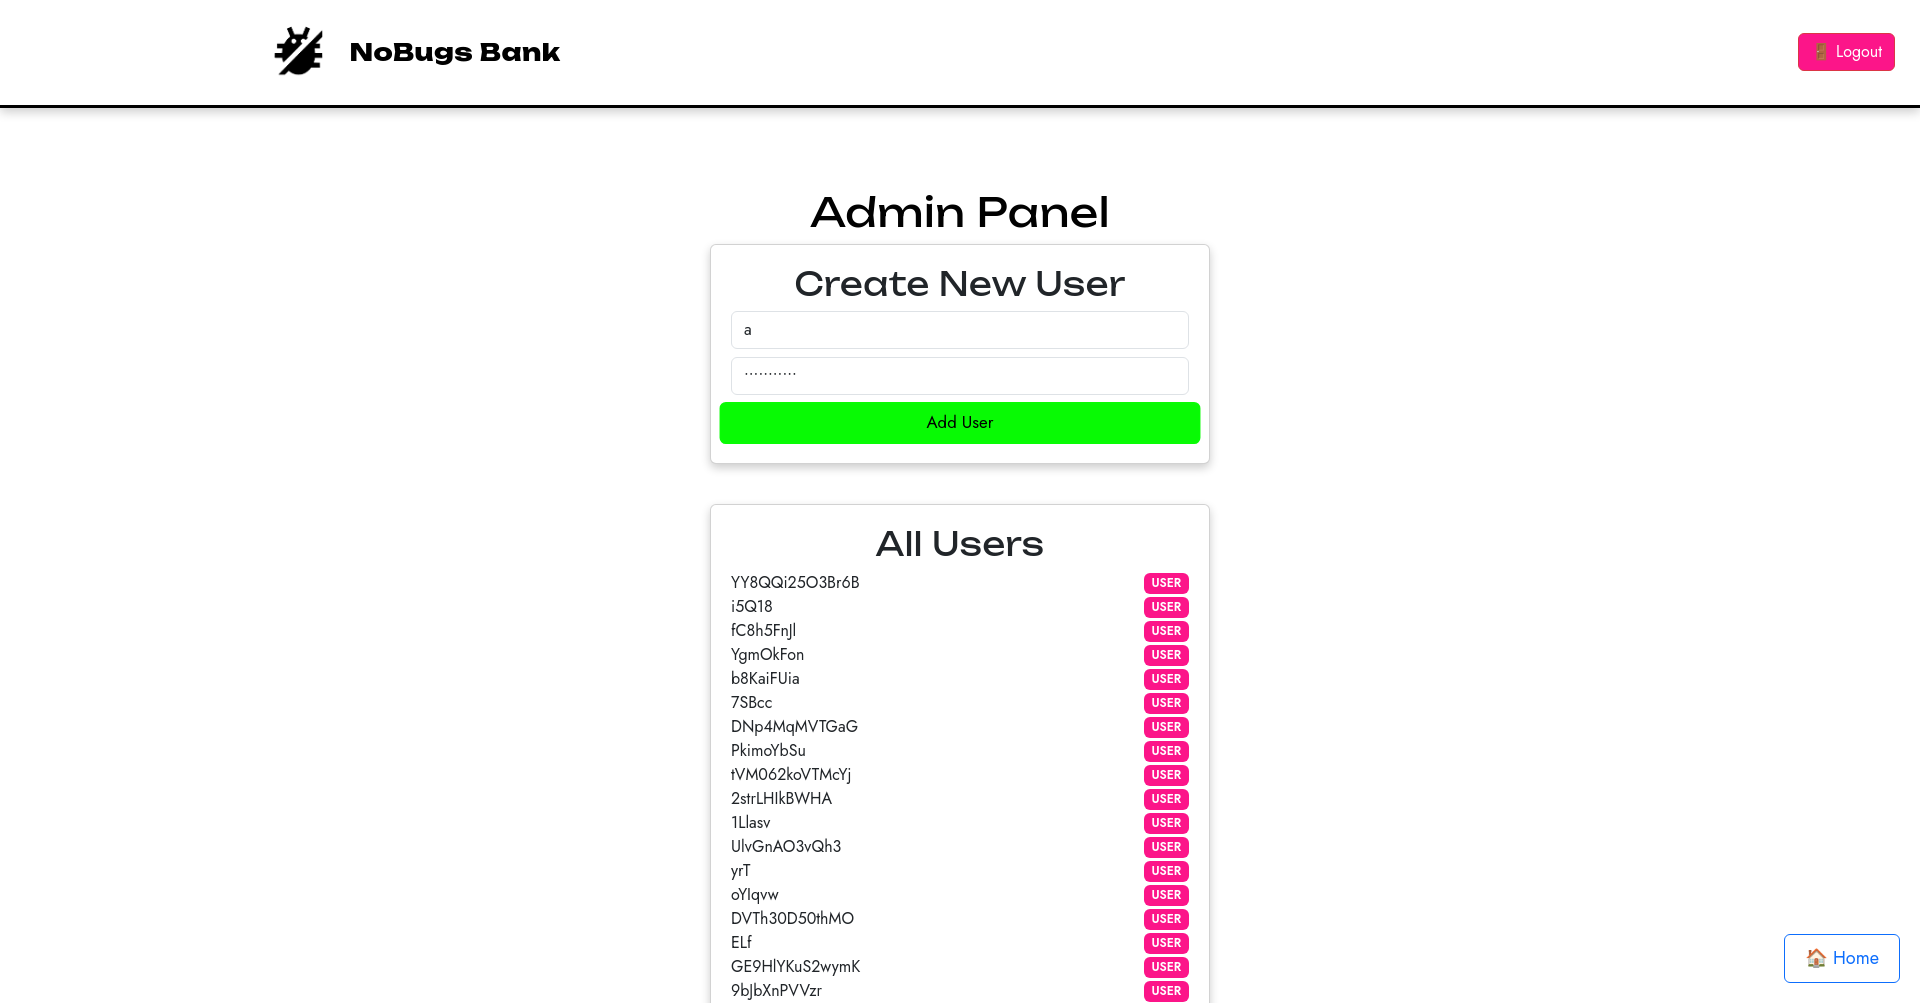 NoBugs Bank
🚪 Logout
Admin Panel
Create New User
a
···········
Add User
All Users
YY8QQi25O3Br6B USER
i5Q18 USER
fC8h5FnJl USER
YgmOkFon USER
b8KaiFUia USER
7SBcc USER
DNp4MqMVTGaG USER
PkimoYbSu USER
tVM062koVTMcYj USER
2strLHIkBWHA USER
1Llasv USER
UlvGnAO3vQh3 USER
yrT USER
oYIqvw USER
DVTh30D50thMO USER
ELf USER
GE9HlYKuS2wymK USER
9bJbXnPVVzr USER
🏠 Home